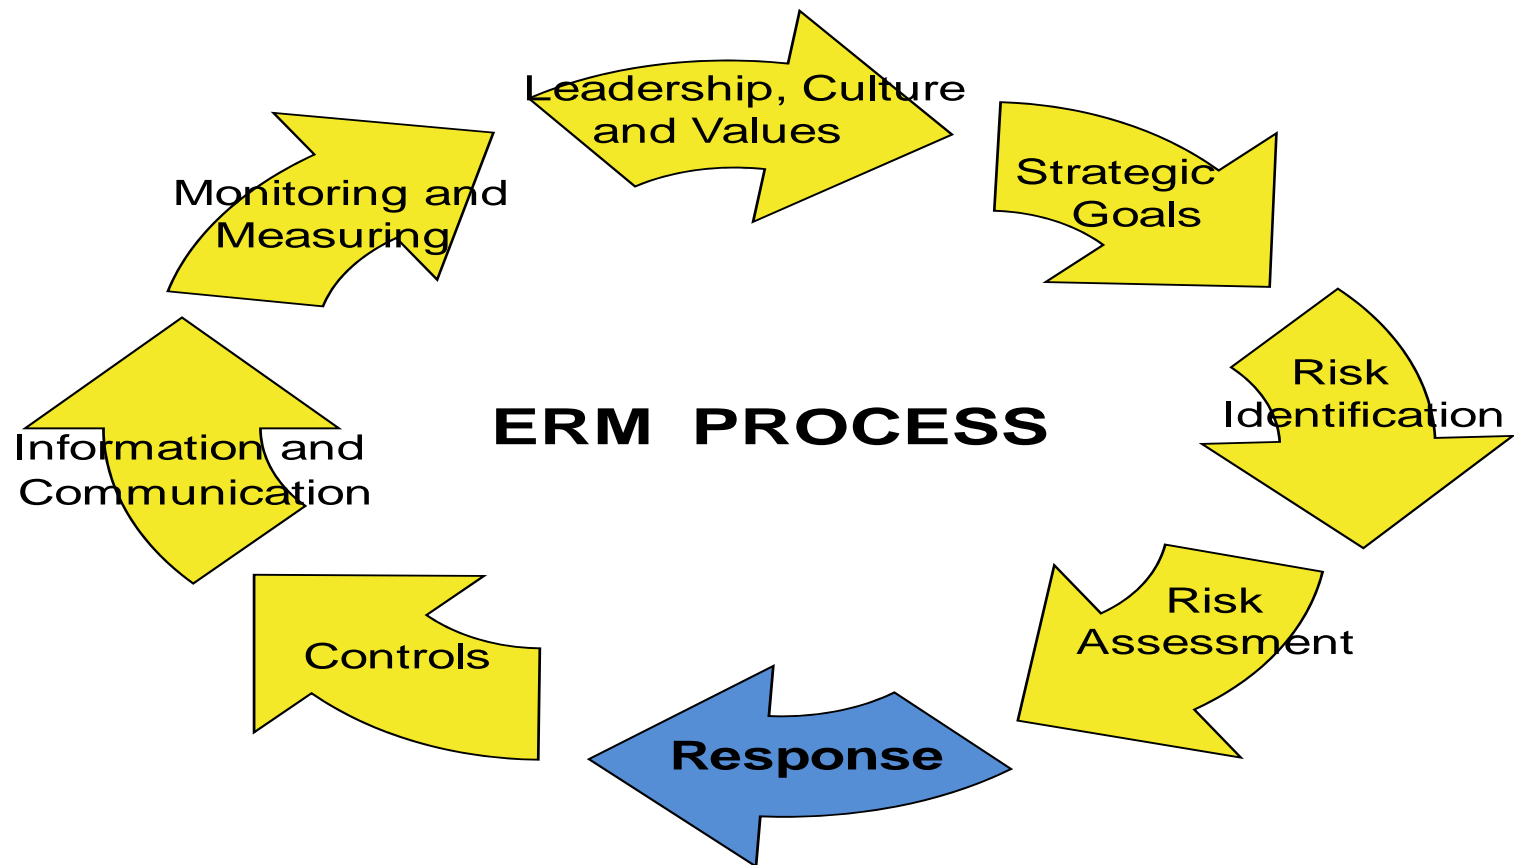 Leadership, Culture
and Values
Strategic
Goals
Risk
Identification
Risk
Assessment
Response
Controls
Information and
Communication
Monitoring and
Measuring
ERM PROCESS